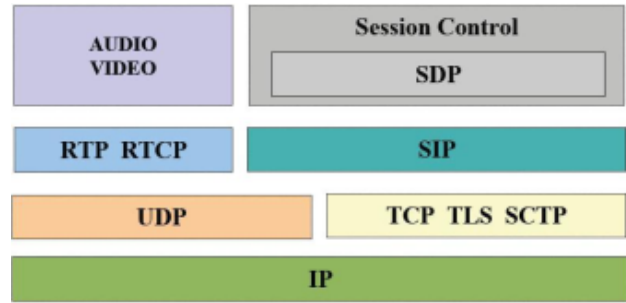 AUDIO
VIDEO
Session Control
SDP
RTP RTCP
SIP
UDP
TCP TLS SCTP
IP